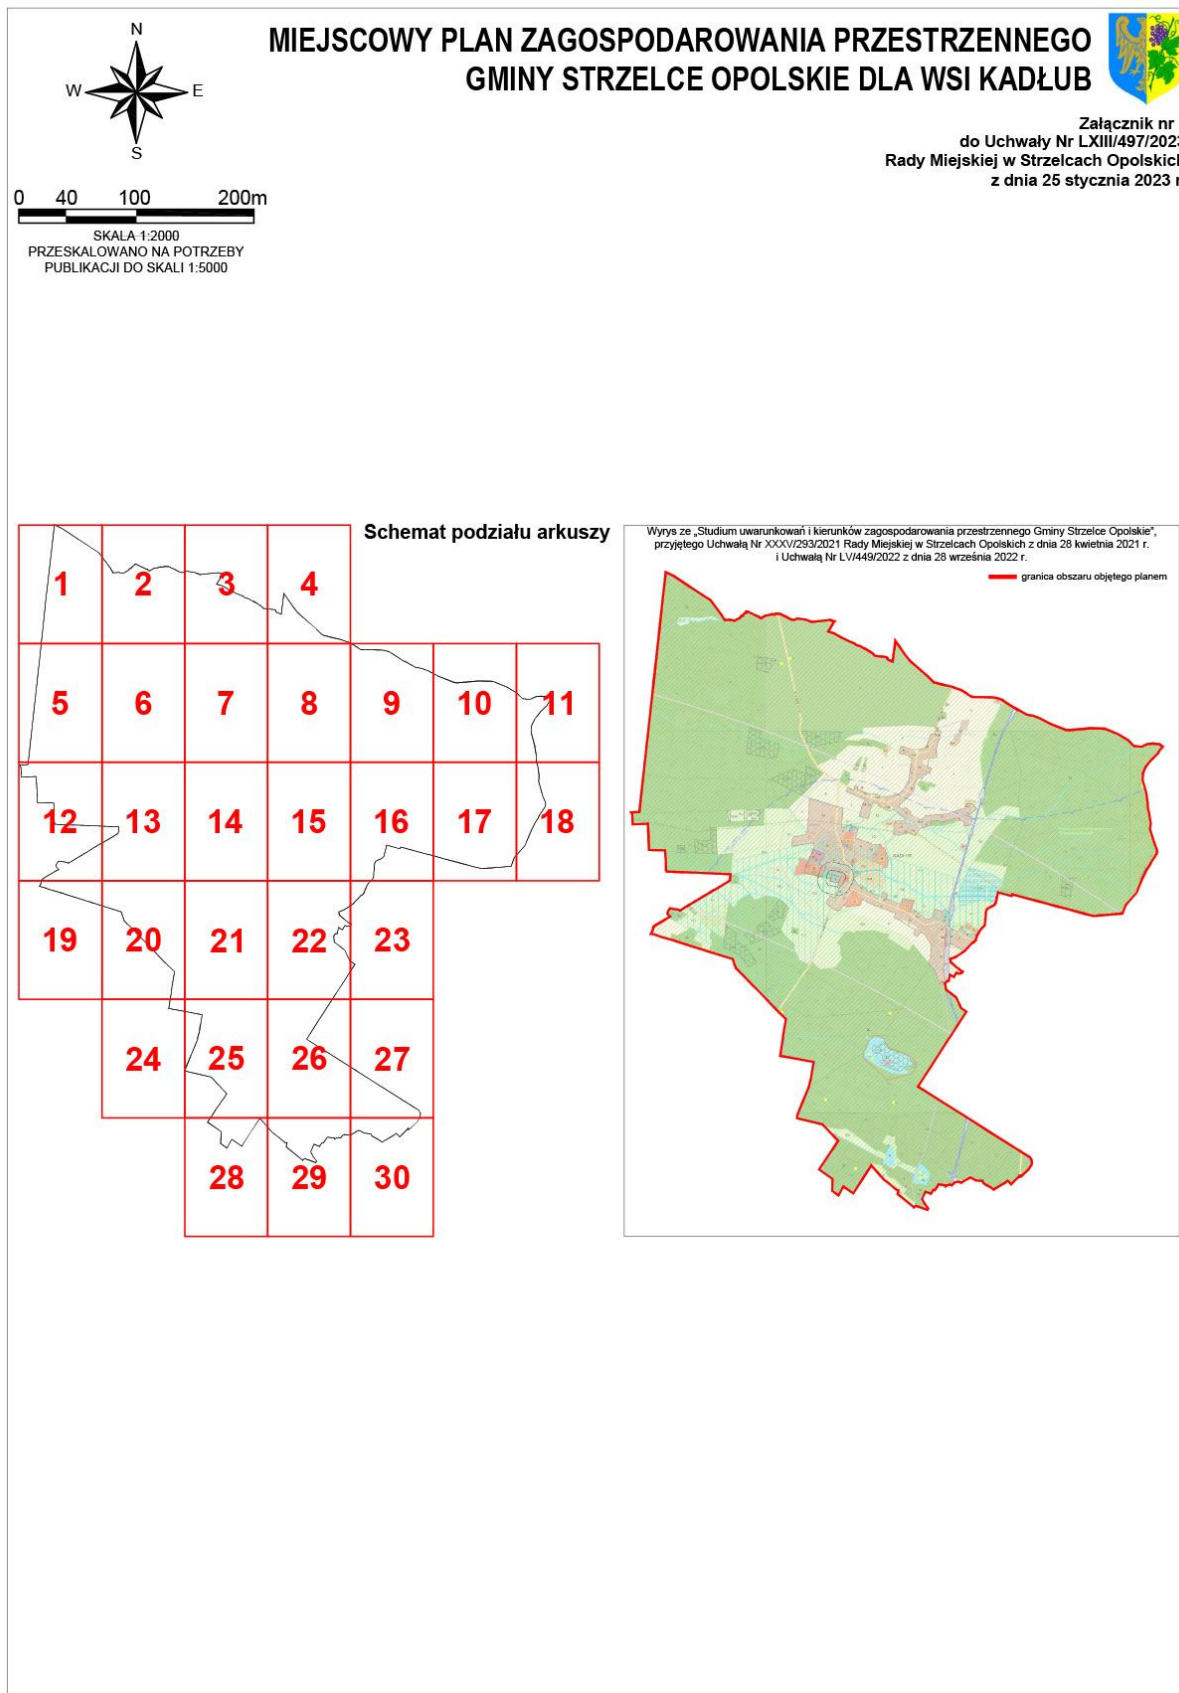 N
W E
S
MIEJSCOWY PLAN ZAGOSPODAROWANIA PRZESTRZENNEGO
GMINY STRZELCE OPOLSKIE DLA WSI KADŁUB
Załącznik nr
do Uchwały Nr LXIII/497/2023
Rady Miejskiej w Strzelcach Opolskich
z dnia 25 stycznia 2023 r
0 40 100 200m
SKALA 1:2000
PRZESKALOWANO NA POTRZEBY
PUBLIKACJI DO SKALI 1:5000
Schemat podziału arkuszy
1 2 3 4
5 6 7 8 9 10 11
12 13 14 15 16 17 18
19 20 21 22 23
24 25 26 27
28 29 30
Wyrys ze „Studium uwarunkowań i kierunków zagospodarowania przestrzennego Gminy Strzelce Opolskie",
przyjętego Uchwałą Nr XXXV/293/2021 Rady Miejskiej w Strzelcach Opolskich z dnia 28 kwietnia 2021 r.
i Uchwałą Nr LV/449/2022 z dnia 28 września 2022 r.
granica obszaru objętego planem